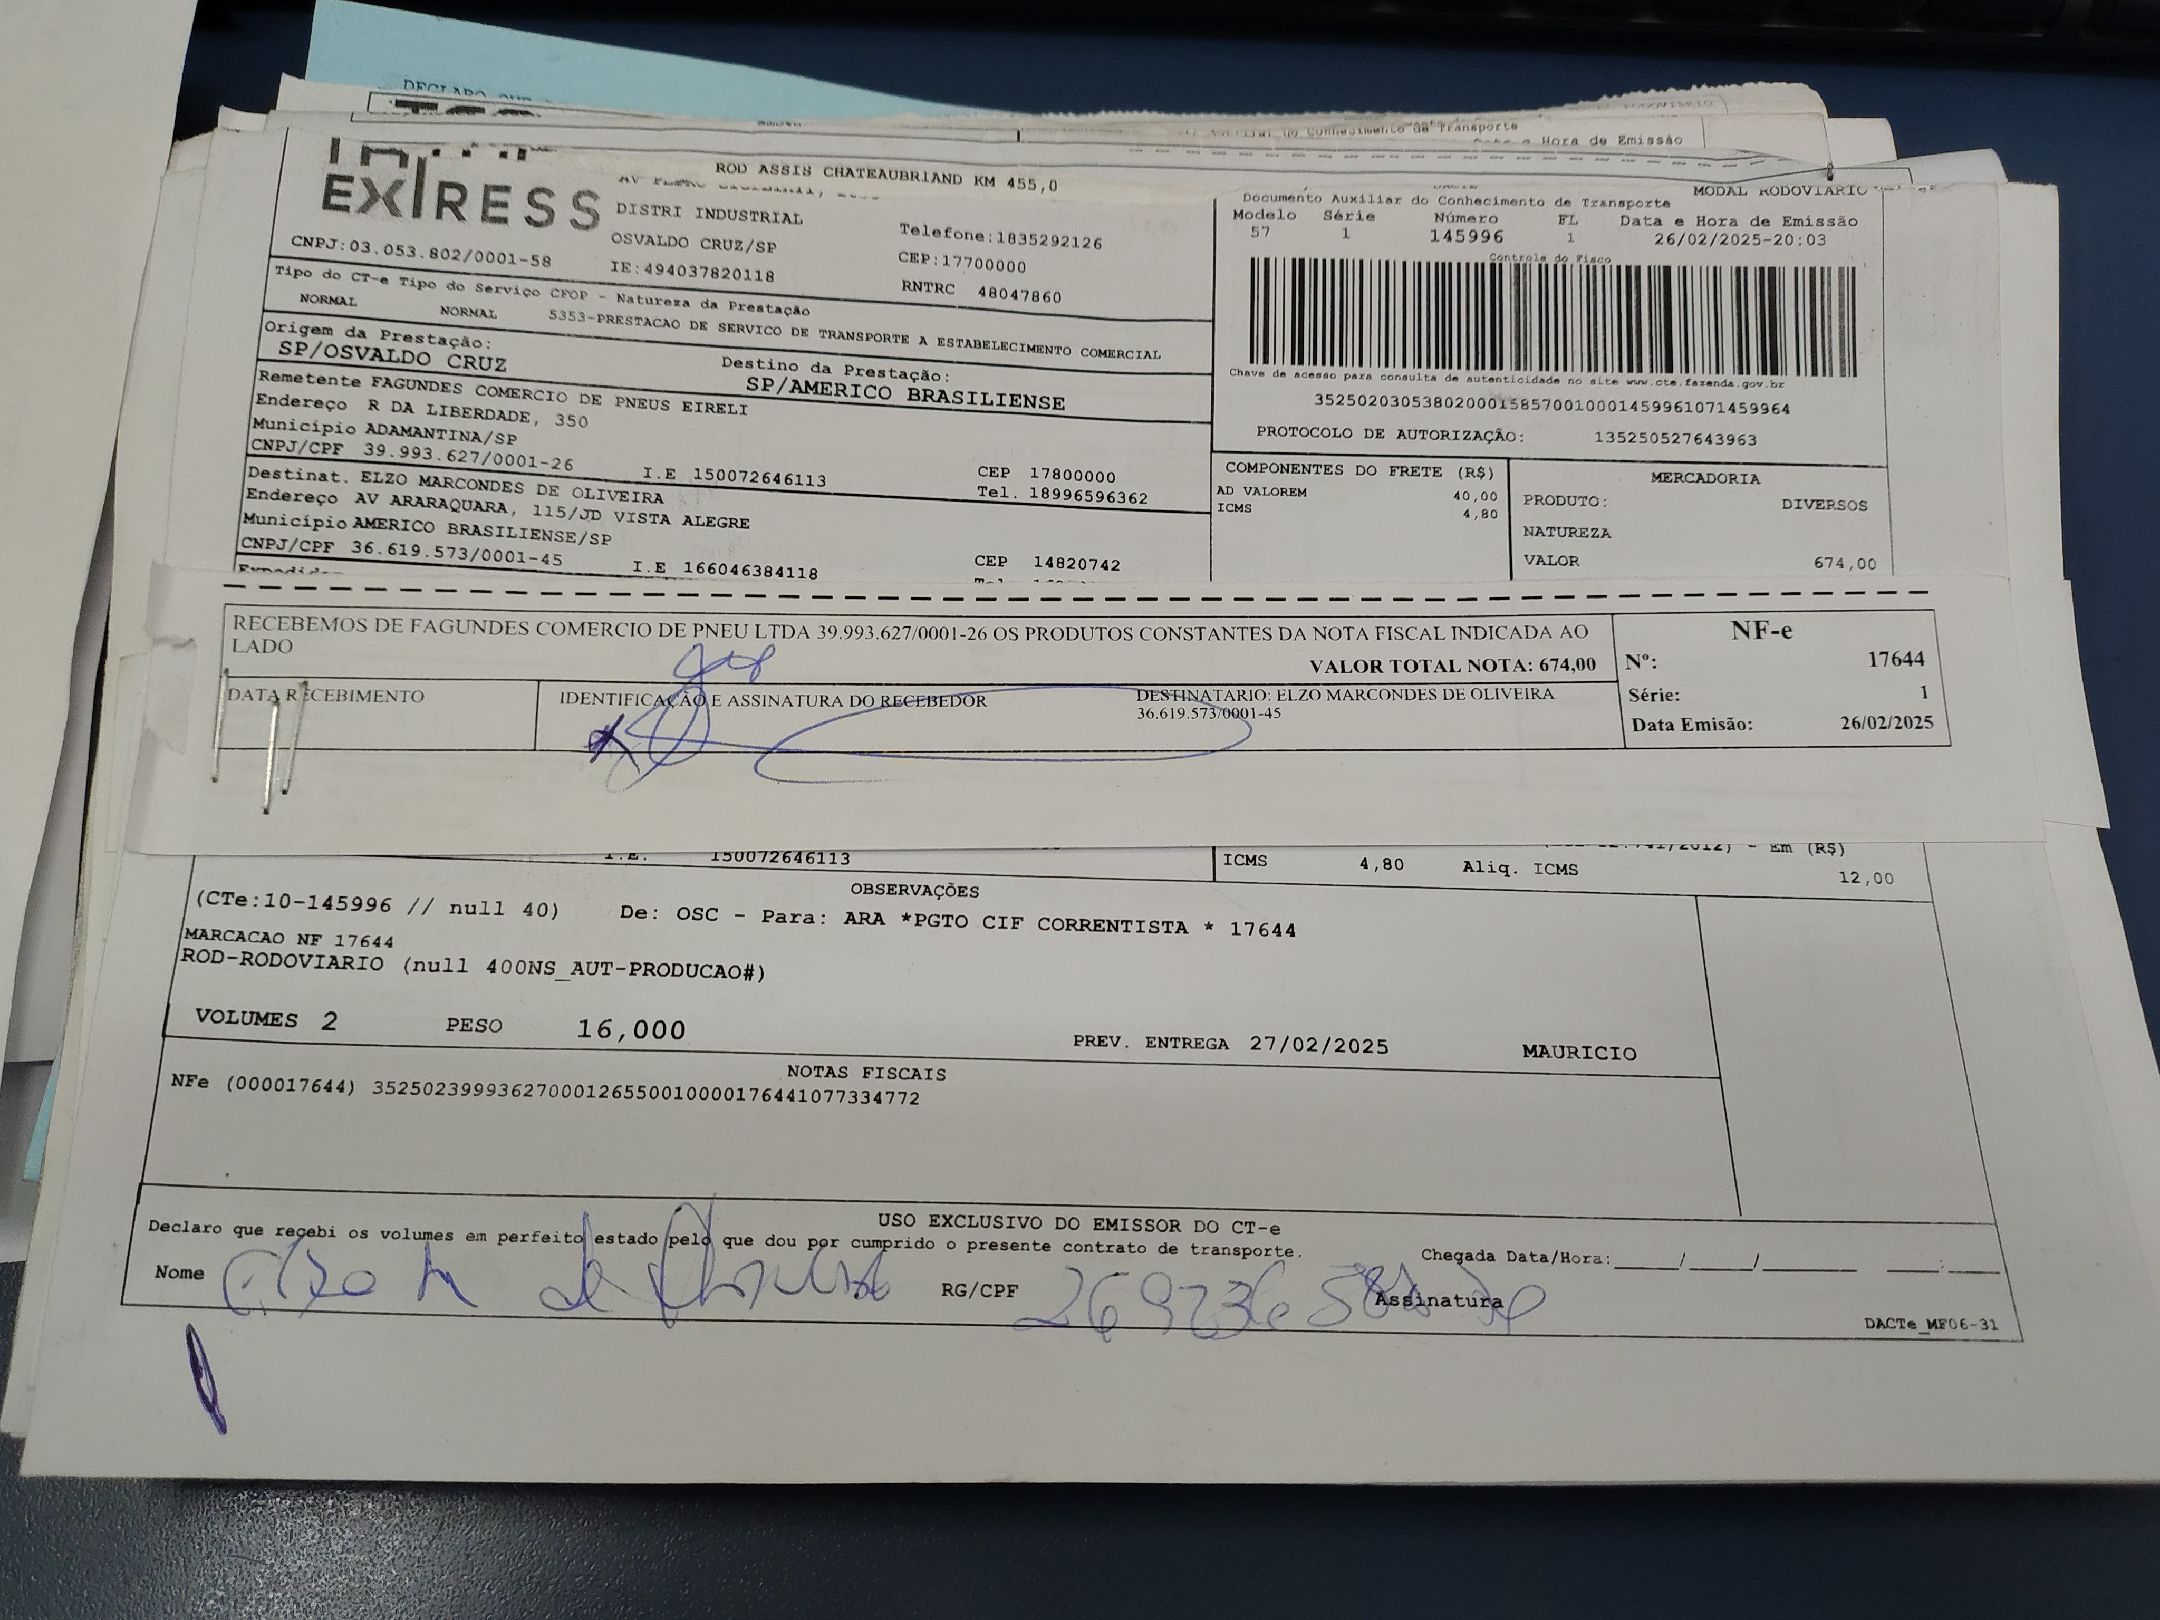 DECLARO QUE
Conhecimento de Transporte
e Hora de Emissão
EXPRESS
ROD ASSIS CHATEAUBRIAND KM 455,0
DISTRI INDUSTRIAL
OSVALDO CRUZ/SP
Telefone:1835292126
CNPJ:03.053.802/0001-58
IE:494037820118
CEP:17700000
RNTRC 48047860
MODAL RODOVIARIO
Documento Auxiliar do Conhecimento de Transporte
Modelo Série Número FL Data e Hora de Emissão
57 1 145996 1 26/02/2025-20:03
Controle do Fisco
Chave de acesso para consulta de autenticidade no site www.cte.fazenda.gov.br
35250203053802000158570010001459961071459964
PROTOCOLO DE AUTORIZAÇÃO: 135250527643963
Tipo do CT-e Tipo do Serviço CFOP - Natureza da Prestação
NORMAL NORMAL 5353-PRESTACAO DE SERVICO DE TRANSPORTE A ESTABELECIMENTO COMERCIAL
Origem da Prestação: Destino da Prestação:
SP/OSVALDO CRUZ SP/AMERICO BRASILIENSE
Remetente FAGUNDES COMERCIO DE PNEUS EIRELI
Endereço R DA LIBERDADE, 350
Município ADAMANTINA/SP CEP 17800000
CNPJ/CPF 39.993.627/0001-26 I.E 150072646113 Tel. 18996596362
Destinat. ELZO MARCONDES DE OLIVEIRA
Endereço AV ARARAQUARA, 115/JD VISTA ALEGRE
Município AMERICO BRASILIENSE/SP CEP 14820742
CNPJ/CPF 36.619.573/0001-45 I.E 166046384118
COMPONENTES DO FRETE (R$)
AD VALOREM 40,00
ICMS 4,80
MERCADORIA
PRODUTO: DIVERSOS
NATUREZA
VALOR 674,00
RECEBEMOS DE FAGUNDES COMERCIO DE PNEU LTDA 39.993.627/0001-26 OS PRODUTOS CONSTANTES DA NOTA FISCAL INDICADA AO
LADO
VALOR TOTAL NOTA: 674,00
DATA RECEBIMENTO
IDENTIFICAÇÃO E ASSINATURA DO RECEBEDOR
DESTINATARIO: ELZO MARCONDES DE OLIVEIRA
36.619.573/0001-45
NF-e
Nº: 17644
Série: 1
Data Emissão: 26/02/2025
I.E. 150072646113
Em (R$)
ICMS 4,80 Aliq. ICMS 12,00
OBSERVAÇÕES
(CTe:10-145996 // null 40) De: OSC - Para: ARA *PGTO CIF CORRENTISTA * 17644
MARCACAO NF 17644
ROD-RODOVIARIO (null 400NS_AUT-PRODUCAO#)
VOLUMES 2 PESO 16,000 PREV. ENTREGA 27/02/2025 MAURICIO
NOTAS FISCAIS
NFe (000017644) 35250239993627000126550010000176441077334772
USO EXCLUSIVO DO EMISSOR DO CT-e
Declaro que recebi os volumes em perfeito estado pelo que dou por cumprido o presente contrato de transporte.
Chegada Data/Hora:_____/_____/_______ ___:___
Nome RG/CPF Assinatura
DACTe_MF06-31